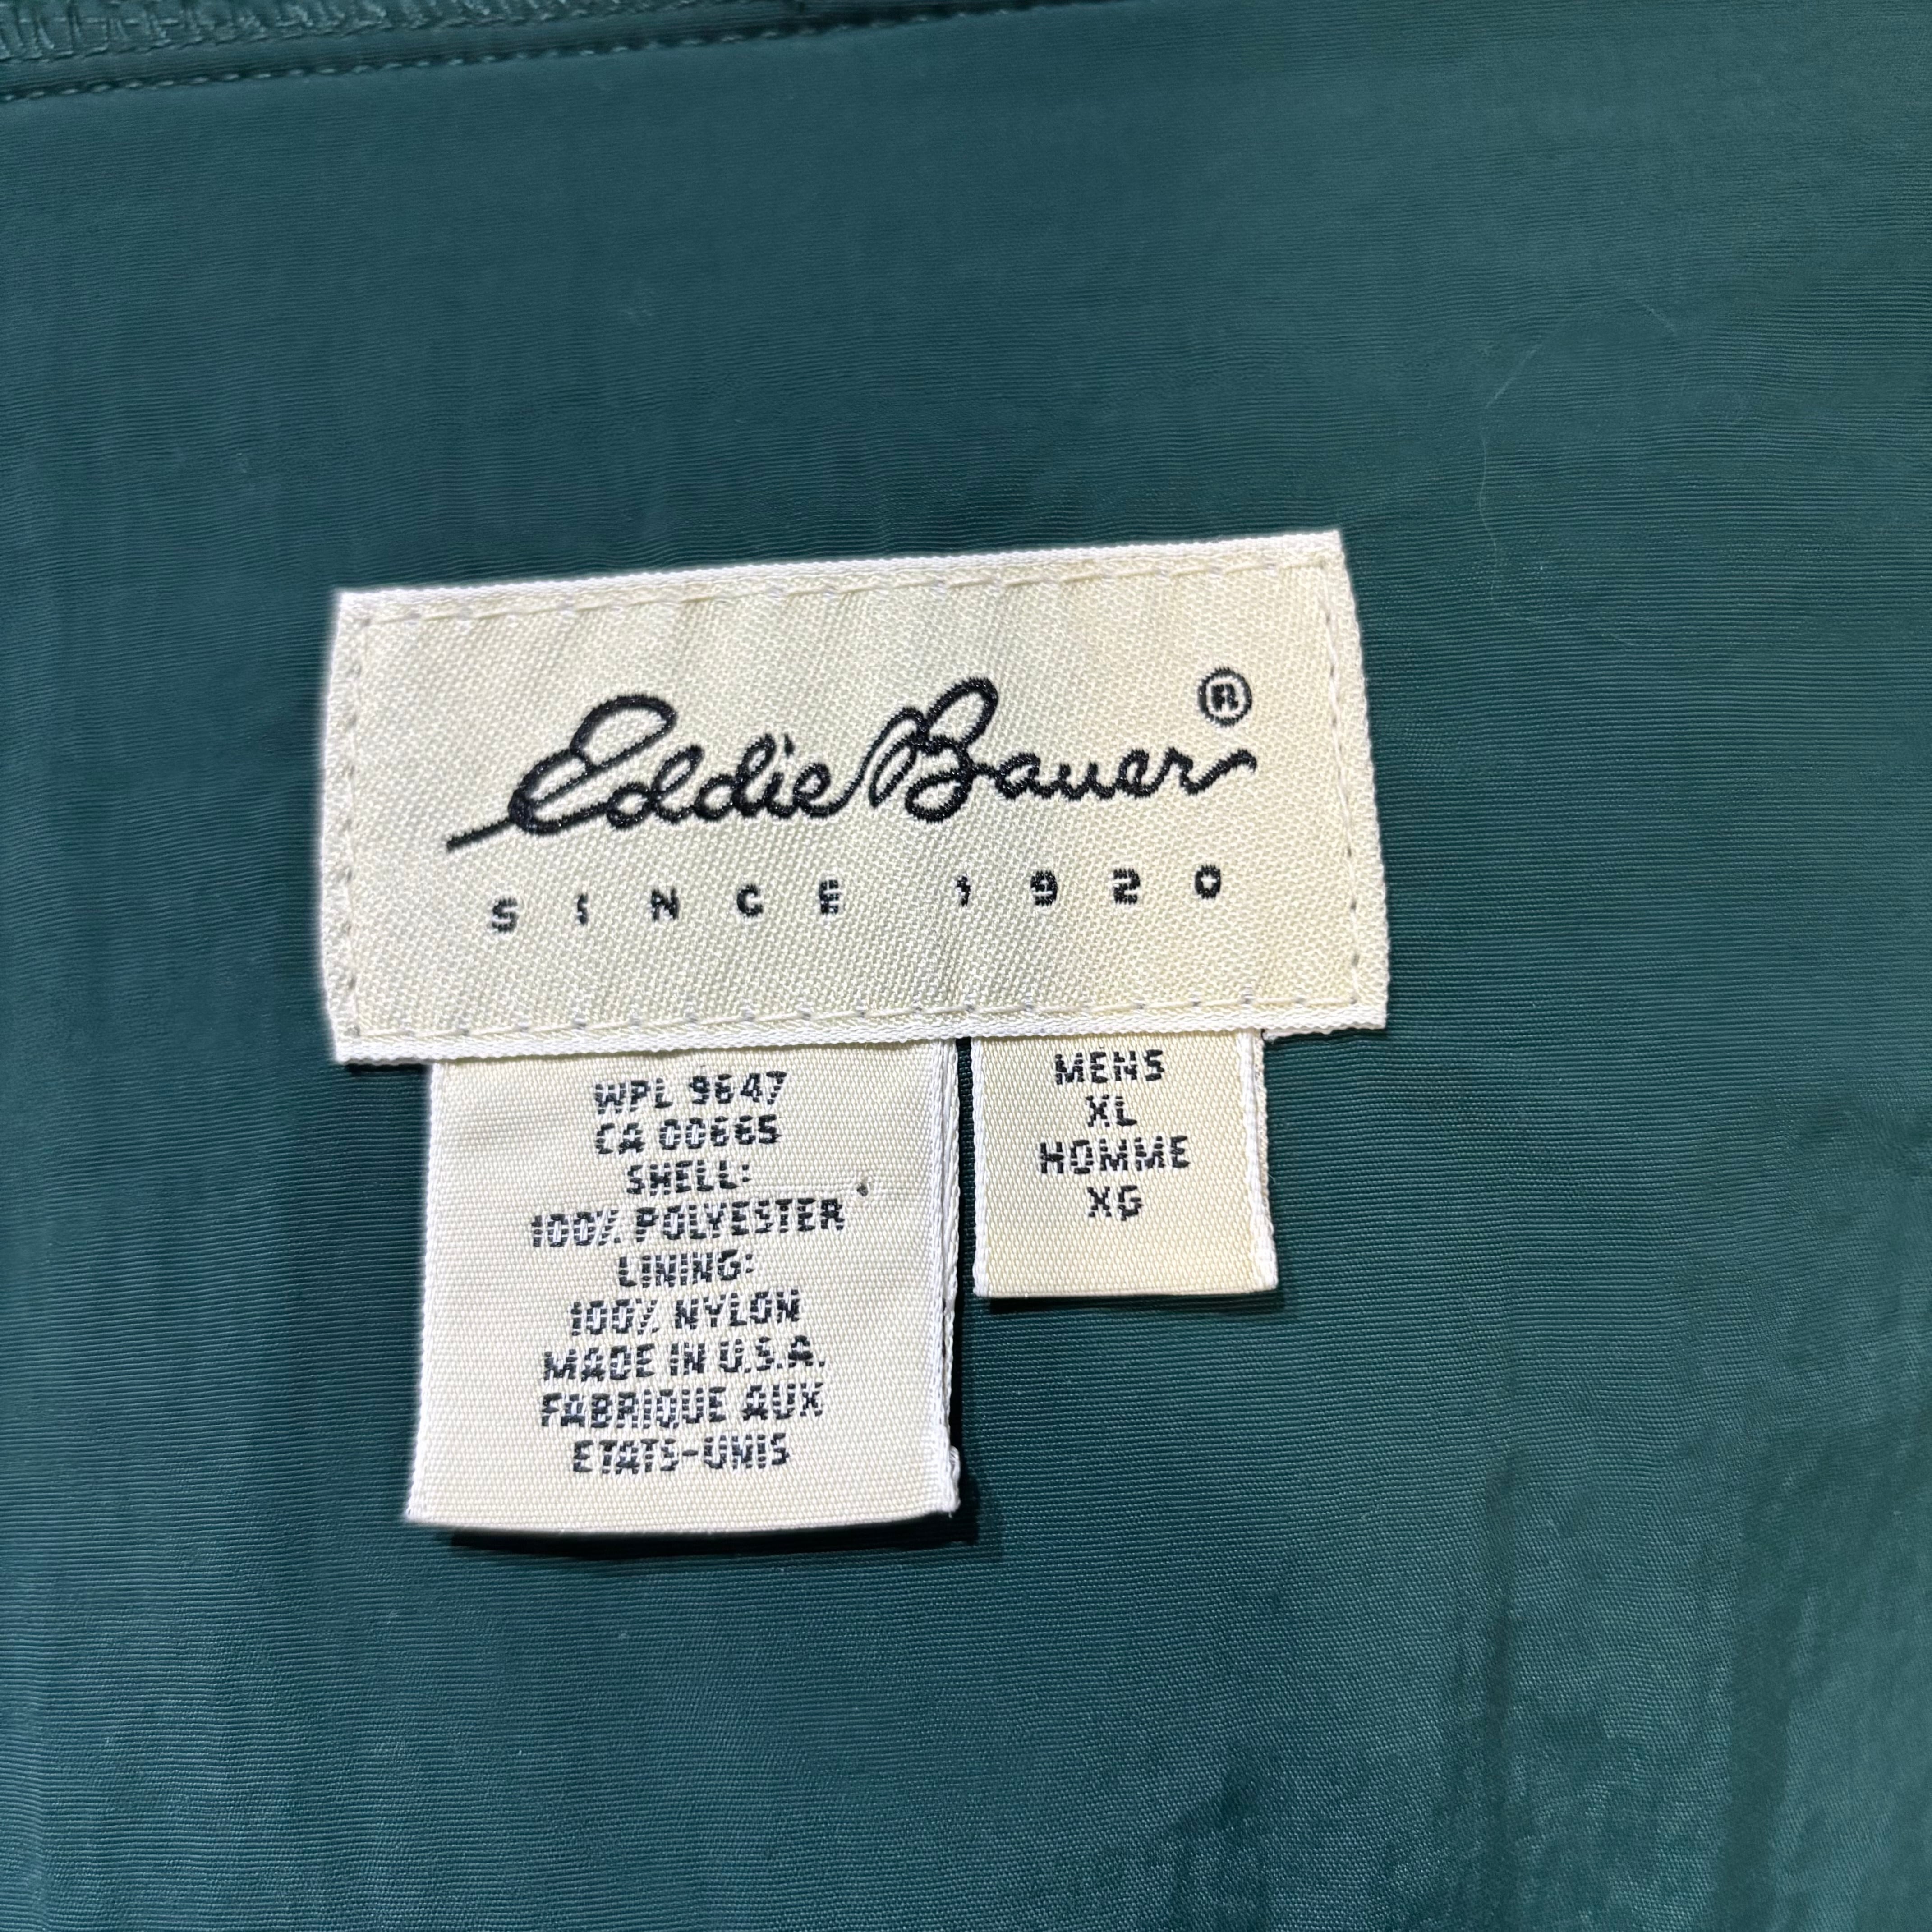 Eddie Bauer®
SINCE 1920
WPL 9647
CA 00665
SHELL:
100% POLYESTER
LINING:
100% NYLON
MADE IN U.S.A.
FABRIQUE AUX
ETATS-UNIS
MENS
XL
HOMME
XG